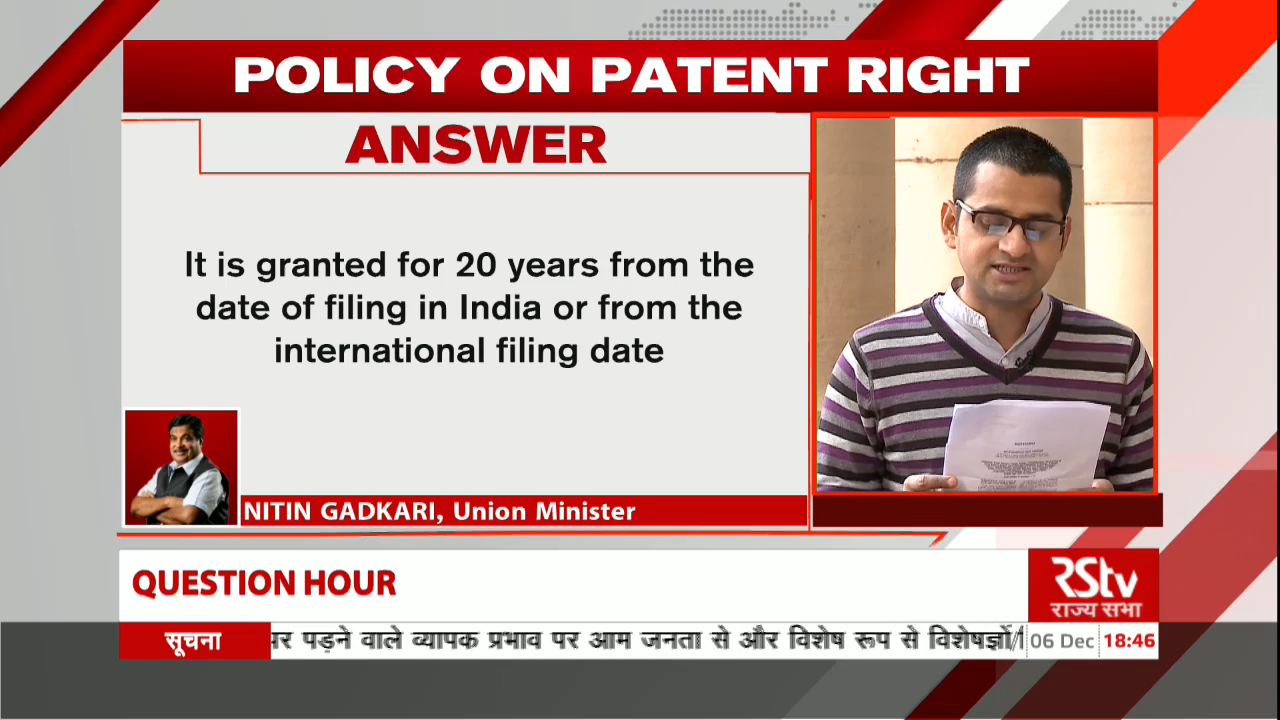 POLICY ON PATENT RIGHT
ANSWER
It is granted for 20 years from the
date of filing in India or from the
international filing date
NITIN GADKARI, Union Minister
QUESTION HOUR
RSTV
राज्य सभा
सूचना
पर पड़ने वाले व्यापक प्रभाव पर आम जनता से और विशेष रूप से विशेषज्ञों/
06 Dec
18:46